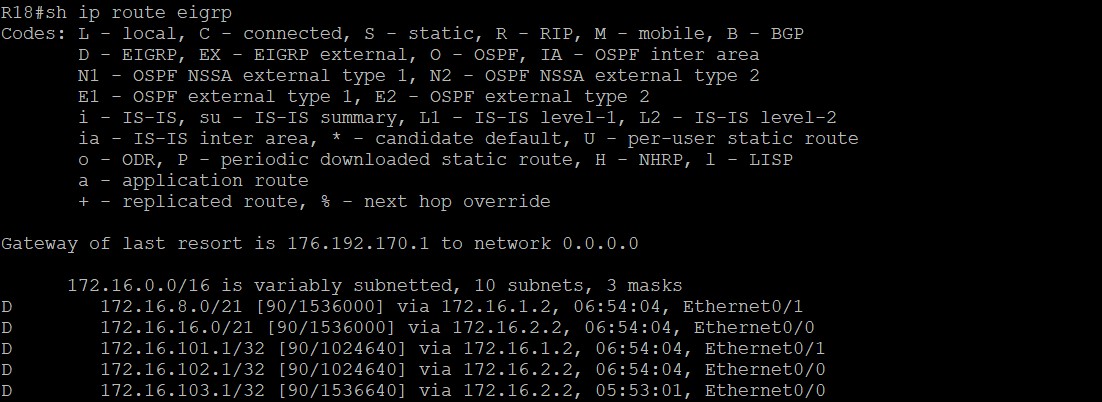 R18#sh ip route eigrp
Codes: L - local, C - connected, S - static, R - RIP, M - mobile, B - BGP
D - EIGRP, EX - EIGRP external, O - OSPF, IA - OSPF inter area
N1 - OSPF NSSA external type 1, N2 - OSPF NSSA external type 2
E1 - OSPF external type 1, E2 - OSPF external type 2
i - IS-IS, su - IS-IS summary, L1 - IS-IS level-1, L2 - IS-IS level-2
ia - IS-IS inter area, * - candidate default, U - per-user static route
o - ODR, P - periodic downloaded static route, H - NHRP, l - LISP
a - application route
+ - replicated route, % - next hop override
Gateway of last resort is 176.192.170.1 to network 0.0.0.0
172.16.0.0/16 is variably subnetted, 10 subnets, 3 masks
D 172.16.8.0/21 [90/1536000] via 172.16.1.2, 06:54:04, Ethernet0/1
D 172.16.16.0/21 [90/1536000] via 172.16.2.2, 06:54:04, Ethernet0/0
D 172.16.101.1/32 [90/1024640] via 172.16.1.2, 06:54:04, Ethernet0/1
D 172.16.102.1/32 [90/1024640] via 172.16.2.2, 06:54:04, Ethernet0/0
D 172.16.103.1/32 [90/1536640] via 172.16.2.2, 05:53:01, Ethernet0/0